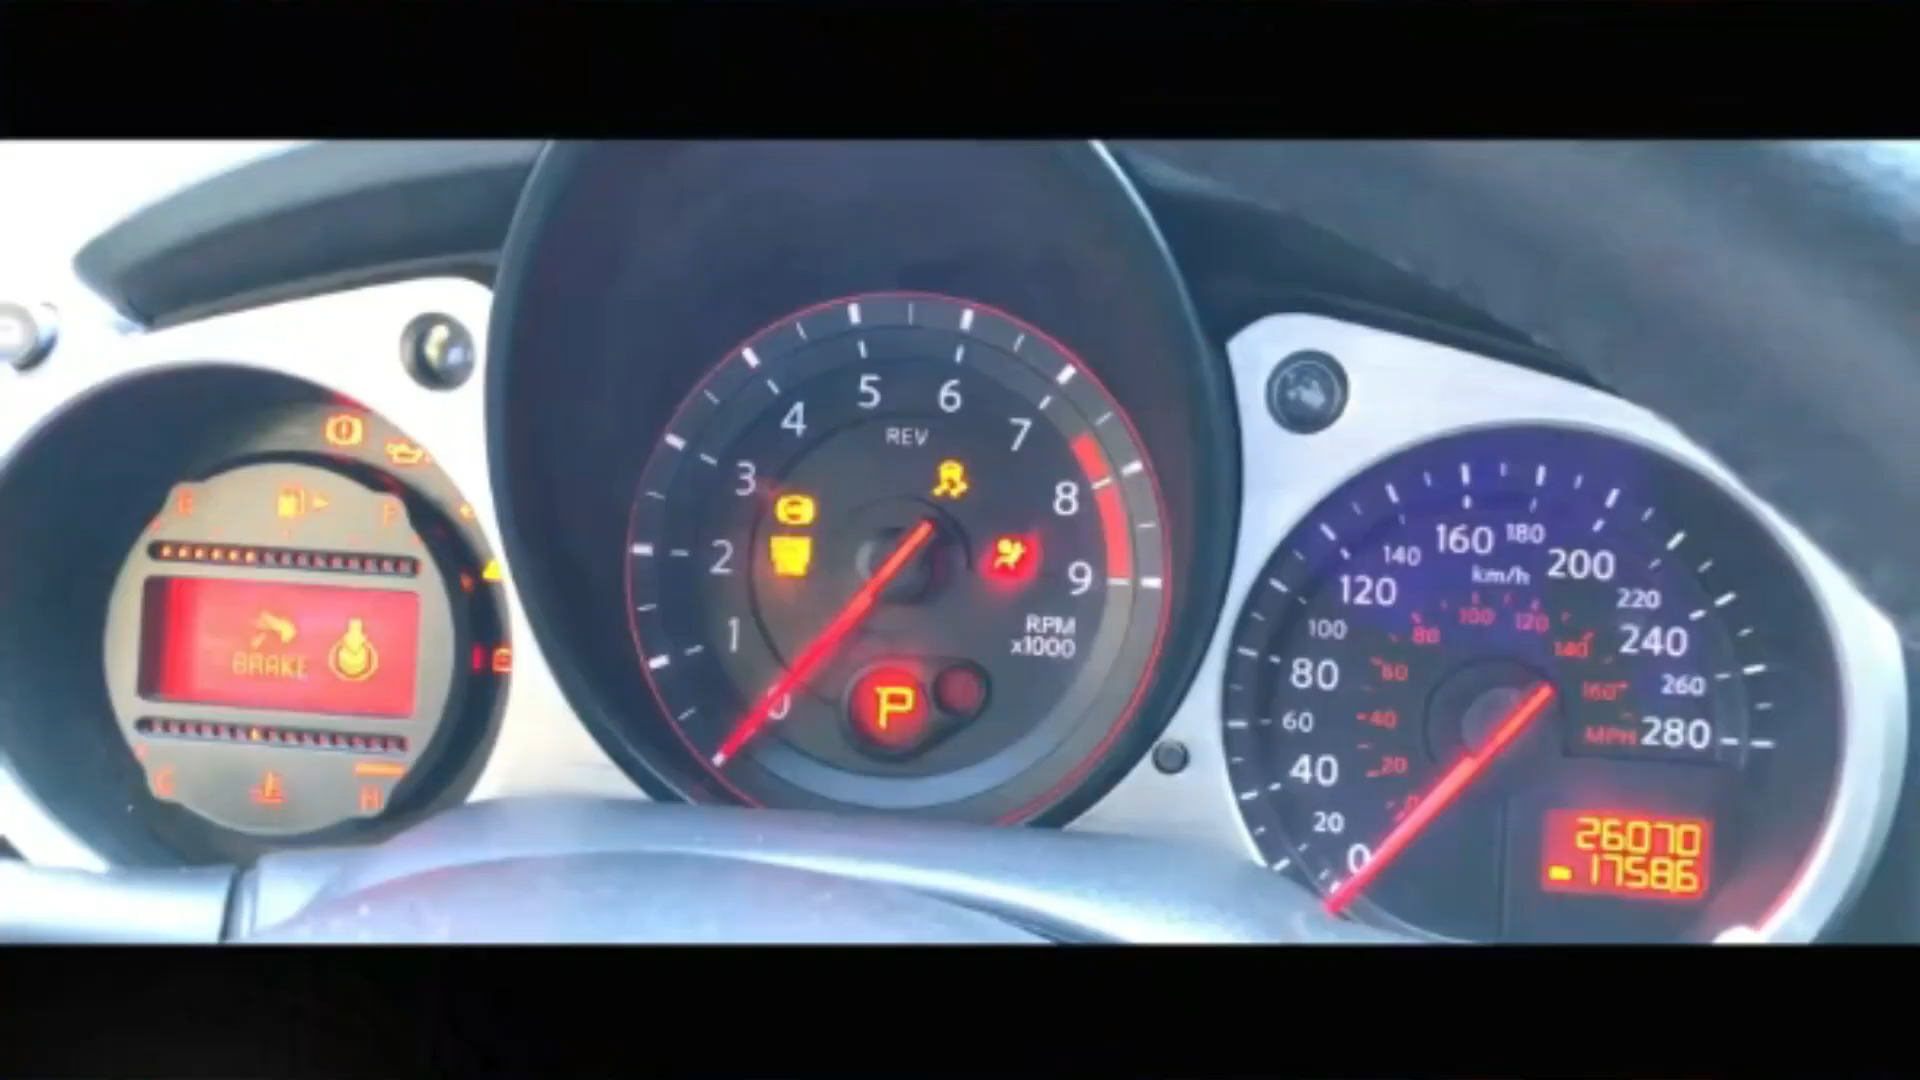 E F
BRAKE
C H
0 1 2 3 4 5 6 7 8 9
REV
RPM
x1000
P
0 20 40 60 80 100 120 140 160 180 200 220 240 260 280
km/h
0 20 40 60 80 100 120 140 160
MPH
26070
17586